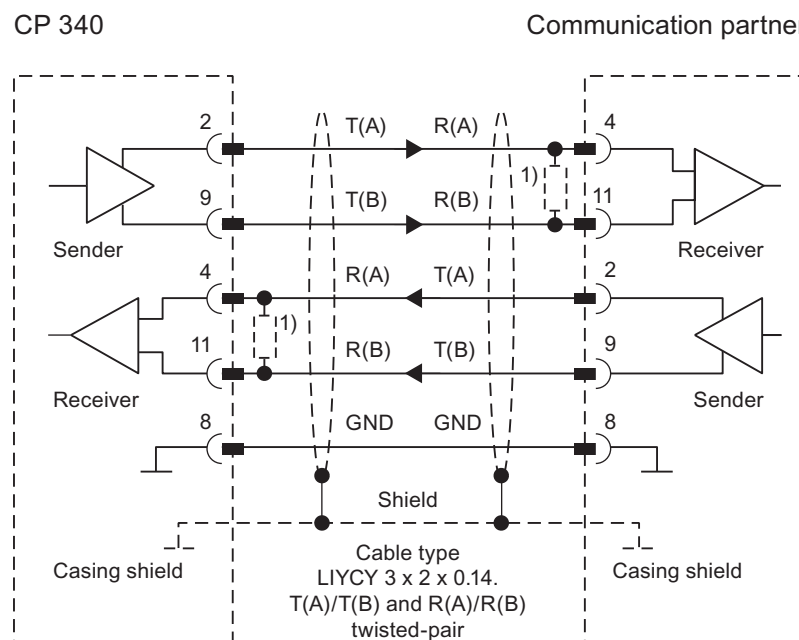 CP 340
Communication partner
2 T(A) R(A) 4
1)
9 T(B) R(B) 11
Sender
Receiver
4 R(A) T(A) 2
1)
11 R(B) T(B) 9
Receiver
Sender
8 GND GND 8
Shield
Casing shield
Casing shield
Cable type
LIYCY 3 x 2 x 0.14.
T(A)/T(B) and R(A)/R(B)
twisted-pair